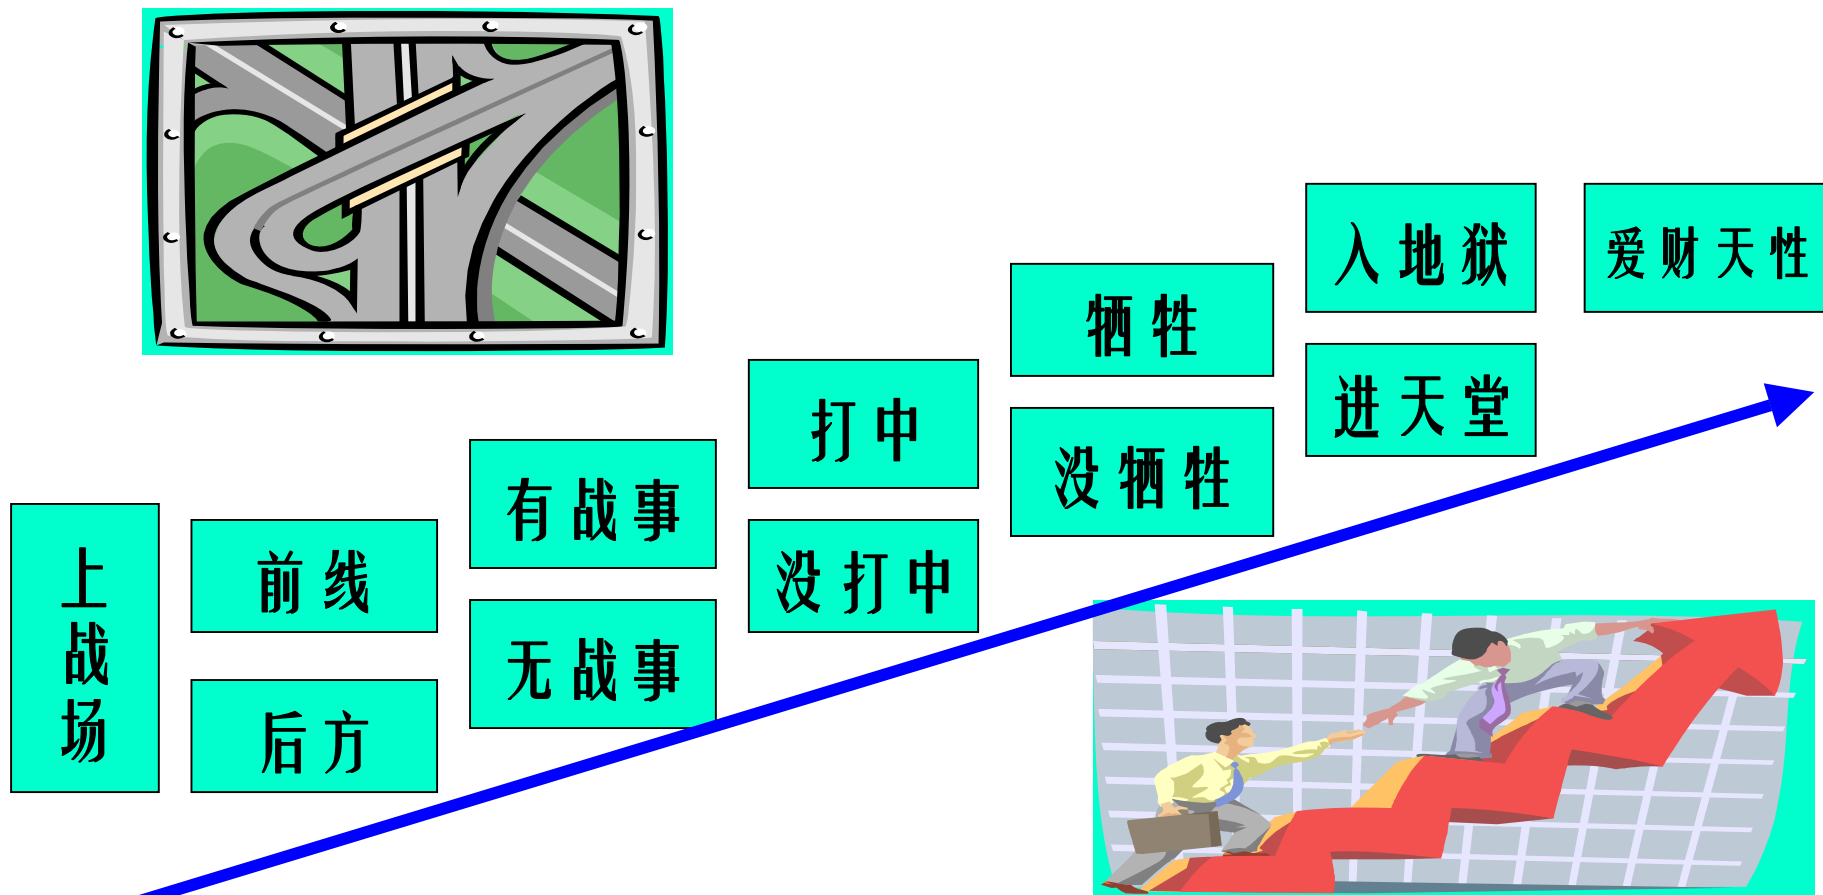 上战场
前线
后方
有战事
无战事
打中
没打中
牺牲
没牺牲
入地狱
进天堂
爱财天性